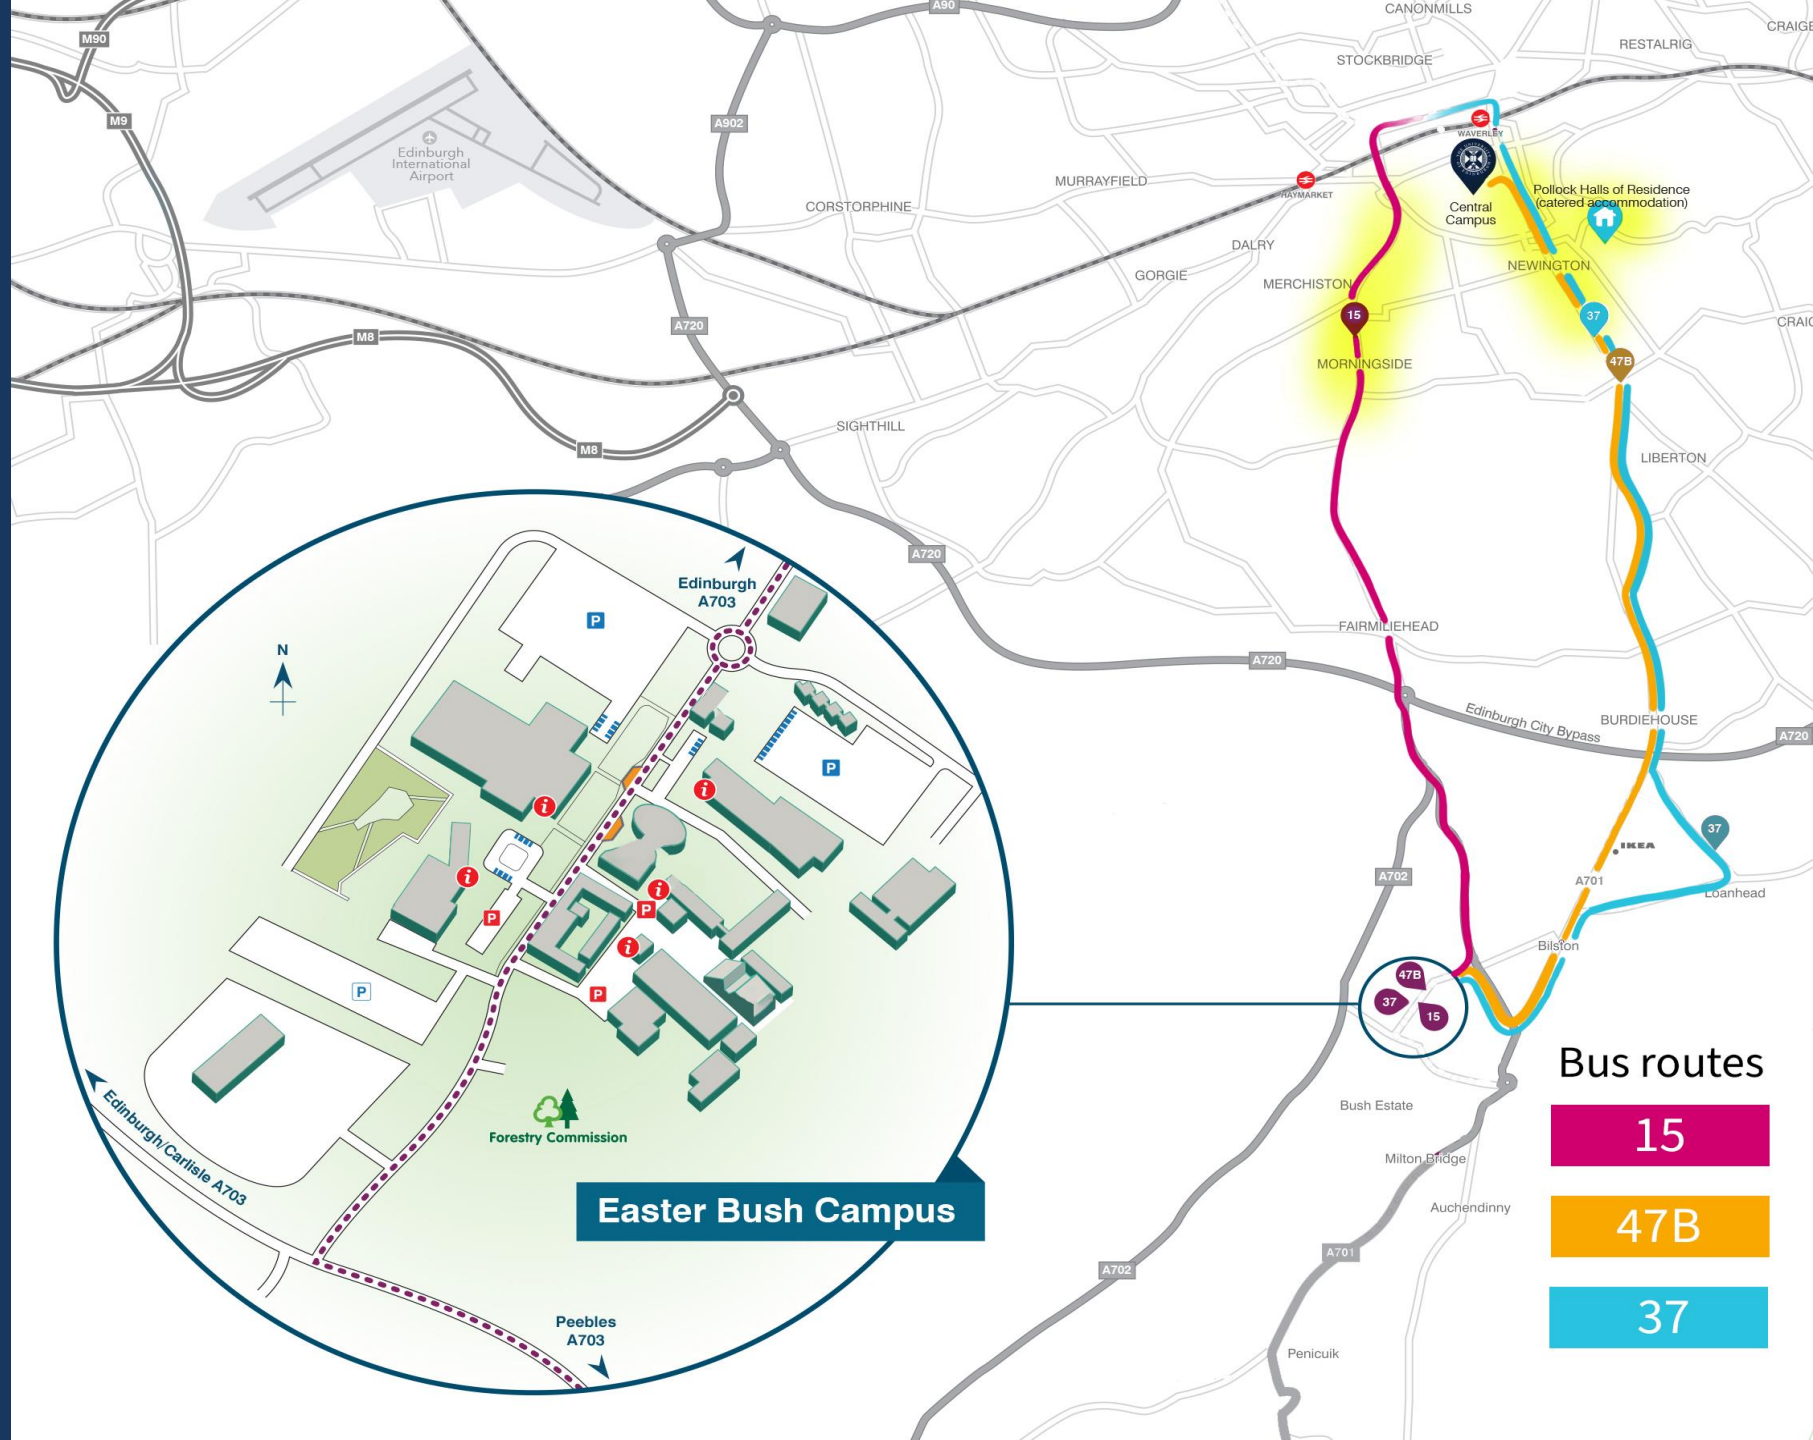 A90
CANONMILLS
CRAIGE
M90
RESTALRIG
STOCKBRIDGE
M9
A902
WAVERLEY
Edinburgh
International
Airport
MURRAYFIELD
HAYMARKET
Pollock Halls of Residence
(catered accommodation)
Central
Campus
CORSTORPHINE
DALRY
NEWINGTON
GORGIE
MERCHISTON
15
37
CRAIG
A720
M8
MORNINGSIDE
47B
SIGHTHILL
M8
LIBERTON
A720
Edinburgh
A703
P
FAIRMILIEHEAD
N
A720
Edinburgh City Bypass
BURDIEHOUSE
A720
P
i
i
37
IKEA
A702
A701
Loanhead
i
i
P
P
i
Bilston
47B
37
15
P
P
Bus routes
Edinburgh/Carlisle A703
Forestry Commission
Bush Estate
15
Milton Bridge
Easter Bush Campus
Auchendinny
47B
A701
A702
Peebles
A703
37
Penicuik